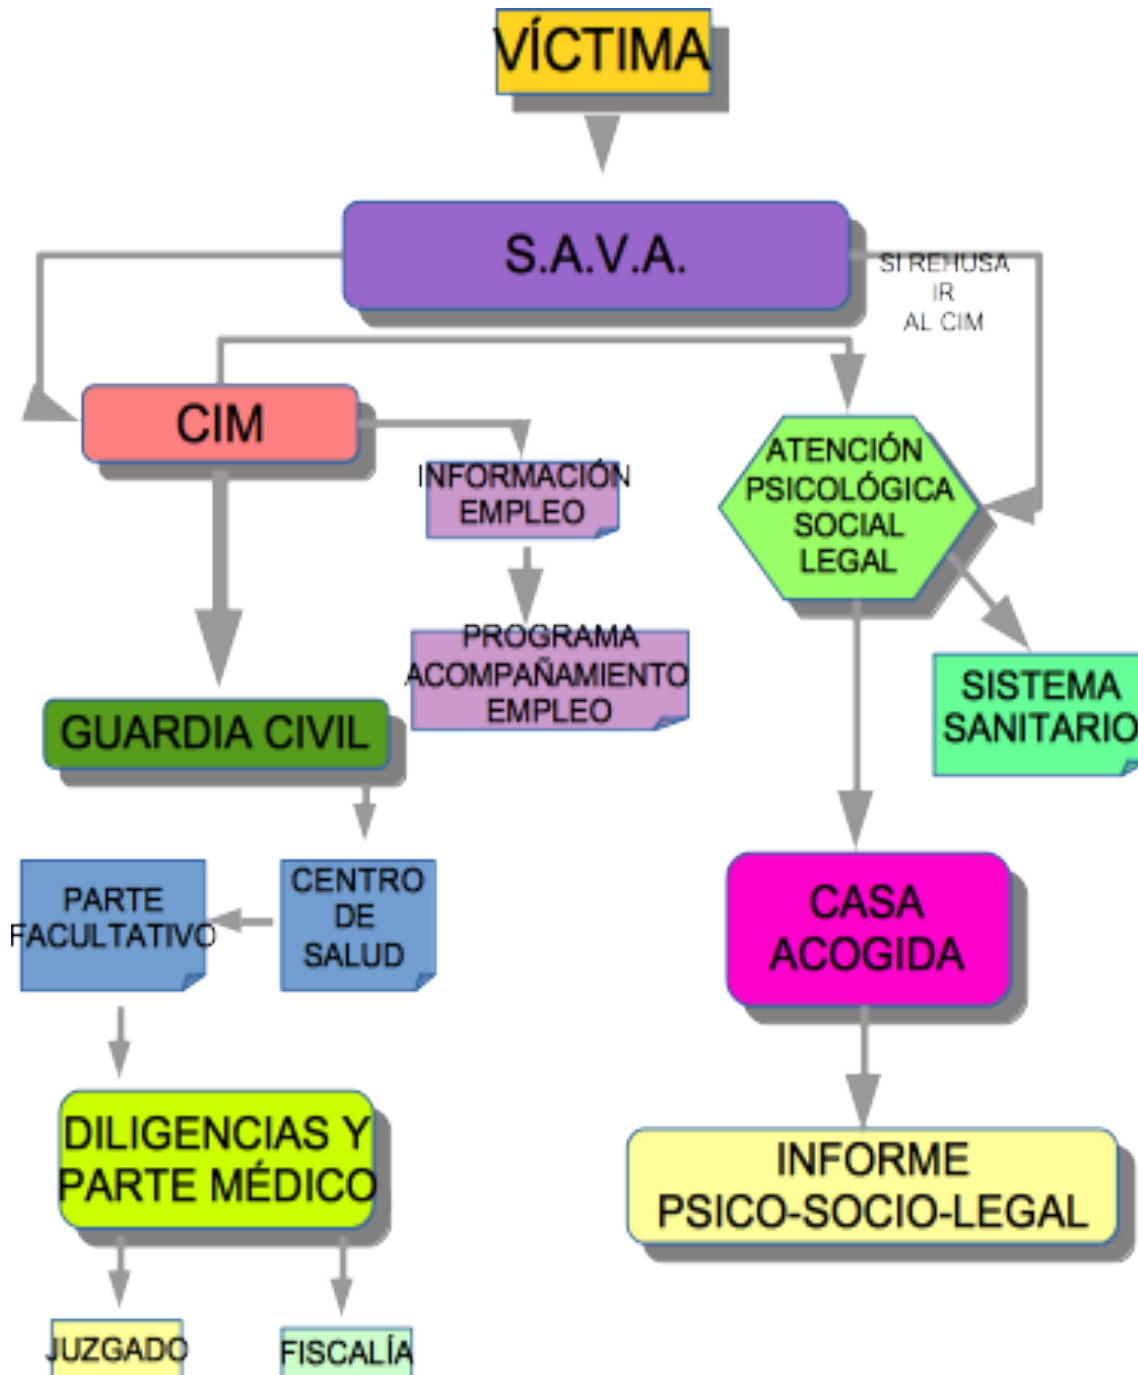 VÍCTIMA
S.A.V.A.
SI REHUSA
IR
AL CIM
CIM
INFORMACIÓN
EMPLEO
ATENCIÓN
PSICOLÓGICA
SOCIAL
LEGAL
PROGRAMA
ACOMPAÑAMIENTO
EMPLEO
SISTEMA
SANITARIO
GUARDIA CIVIL
PARTE
FACULTATIVO
CENTRO
DE
SALUD
CASA
ACOGIDA
DILIGENCIAS Y
PARTE MÉDICO
INFORME
PSICO-SOCIO-LEGAL
JUZGADO
FISCALÍA